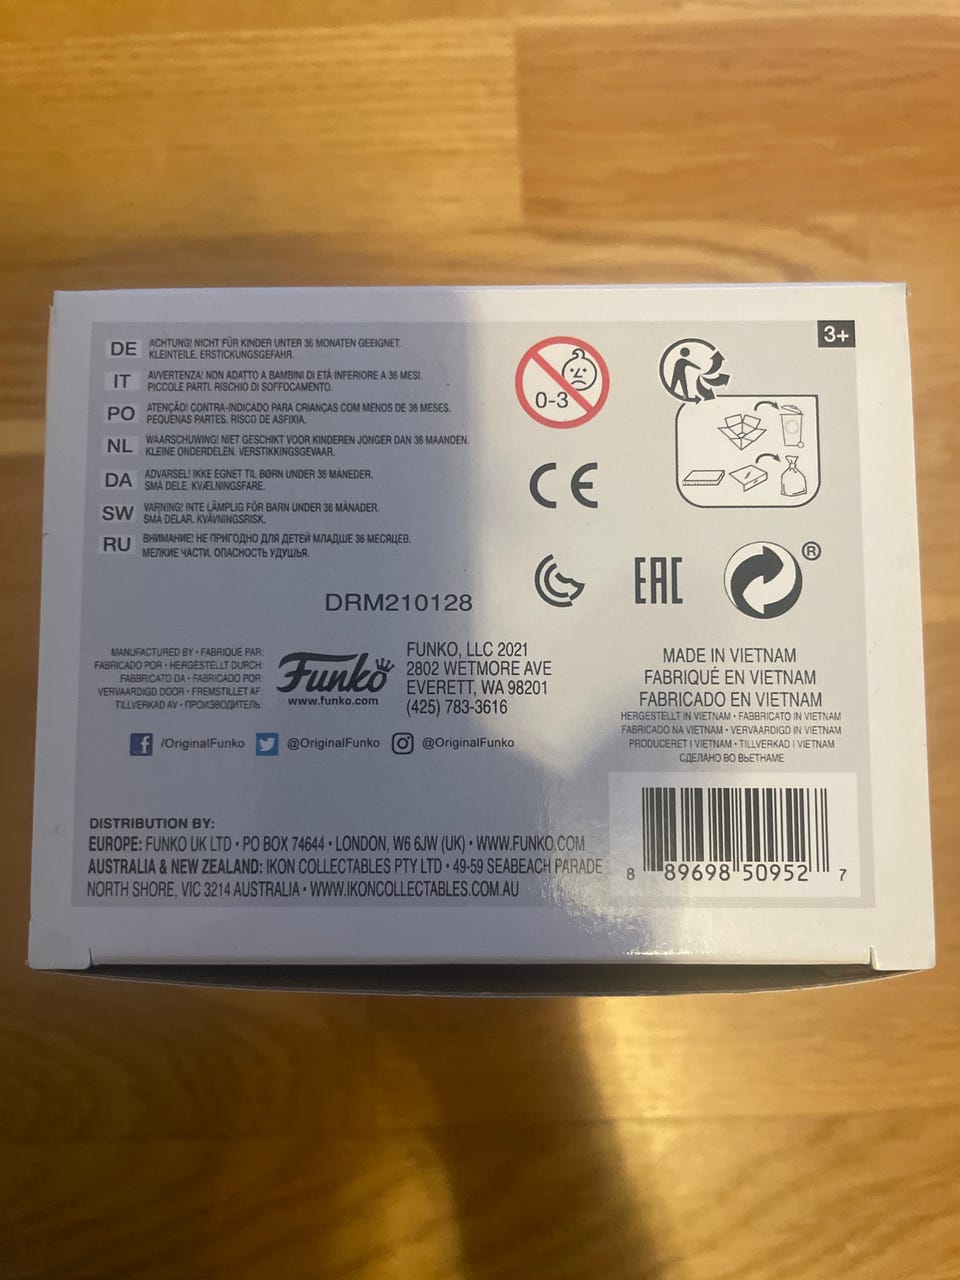 3+
DE ACHTUNG! NICHT FÜR KINDER UNTER 36 MONATEN GEEIGNET.
KLEINTEILE. ERSTICKUNGSGEFAHR.
IT AVVERTENZA! NON ADATTO A BAMBINI DI ETÀ INFERIORE A 36 MESI.
PICCOLE PARTI. RISCHIO DI SOFFOCAMENTO.
PO ATENÇÃO! CONTRA-INDICADO PARA CRIANÇAS COM MENOS DE 36 MESES.
PEQUENAS PARTES. RISCO DE ASFIXIA.
NL WAARSCHUWING! NIET GESCHIKT VOOR KINDEREN JONGER DAN 36 MAANDEN.
KLEINE ONDERDELEN. VERSTIKKINGSGEVAAR.
DA ADVARSEL! IKKE EGNET TIL BØRN UNDER 36 MÅNEDER.
SMÅ DELE. KVÆLNINGSFARE.
SW VARNING! INTE LÄMPLIG FÖR BARN UNDER 36 MÅNADER.
SMÅ DELAR. KVÄVNINGSRISK.
RU ВНИМАНИЕ! НЕ ПРИГОДНО ДЛЯ ДЕТЕЙ МЛАДШЕ 36 МЕСЯЦЕВ.
МЕЛКИЕ ЧАСТИ. ОПАСНОСТЬ УДУШЬЯ.
0-3
CE
EAC
®
DRM210128
MANUFACTURED BY • FABRIQUÉ PAR:
FABRICADO POR • HERGESTELLT DURCH:
FABBRICATO DA • FABRICADO POR:
VERVAARDIGD DOOR • FREMSTILLET AF:
TILLVERKAD AV • ПРОИЗВОДИТЕЛЬ:
Funko
www.funko.com
FUNKO, LLC 2021
2802 WETMORE AVE
EVERETT, WA 98201
(425) 783-3616
/OriginalFunko @OriginalFunko @OriginalFunko
MADE IN VIETNAM
FABRIQUÉ EN VIETNAM
FABRICADO EN VIETNAM
HERGESTELLT IN VIETNAM • FABBRICATO IN VIETNAM
FABRICADO NA VIETNAM • VERVAARDIGD IN VIETNAM
PRODUCERET I VIETNAM • TILLVERKAD I VIETNAM
СДЕЛАНО ВО ВЬЕТНАМЕ
DISTRIBUTION BY:
EUROPE: FUNKO UK LTD • PO BOX 74644 • LONDON, W6 6JW (UK) • WWW.FUNKO.COM
AUSTRALIA & NEW ZEALAND: IKON COLLECTABLES PTY LTD • 49-59 SEABEACH PARADE
NORTH SHORE, VIC 3214 AUSTRALIA • WWW.IKONCOLLECTABLES.COM.AU
8 89698 50952 7